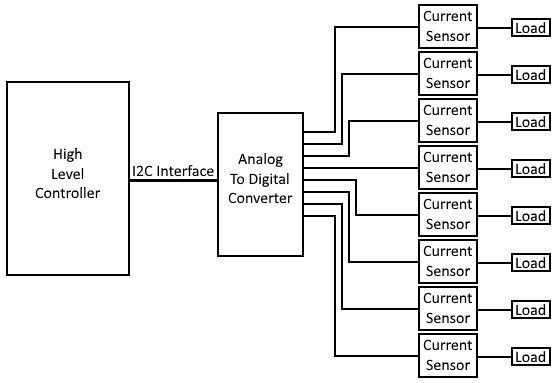 High
Level
Controller
I2C Interface
Analog
To Digital
Converter
Current
Sensor
Load
Current
Sensor
Load
Current
Sensor
Load
Current
Sensor
Load
Current
Sensor
Load
Current
Sensor
Load
Current
Sensor
Load
Current
Sensor
Load